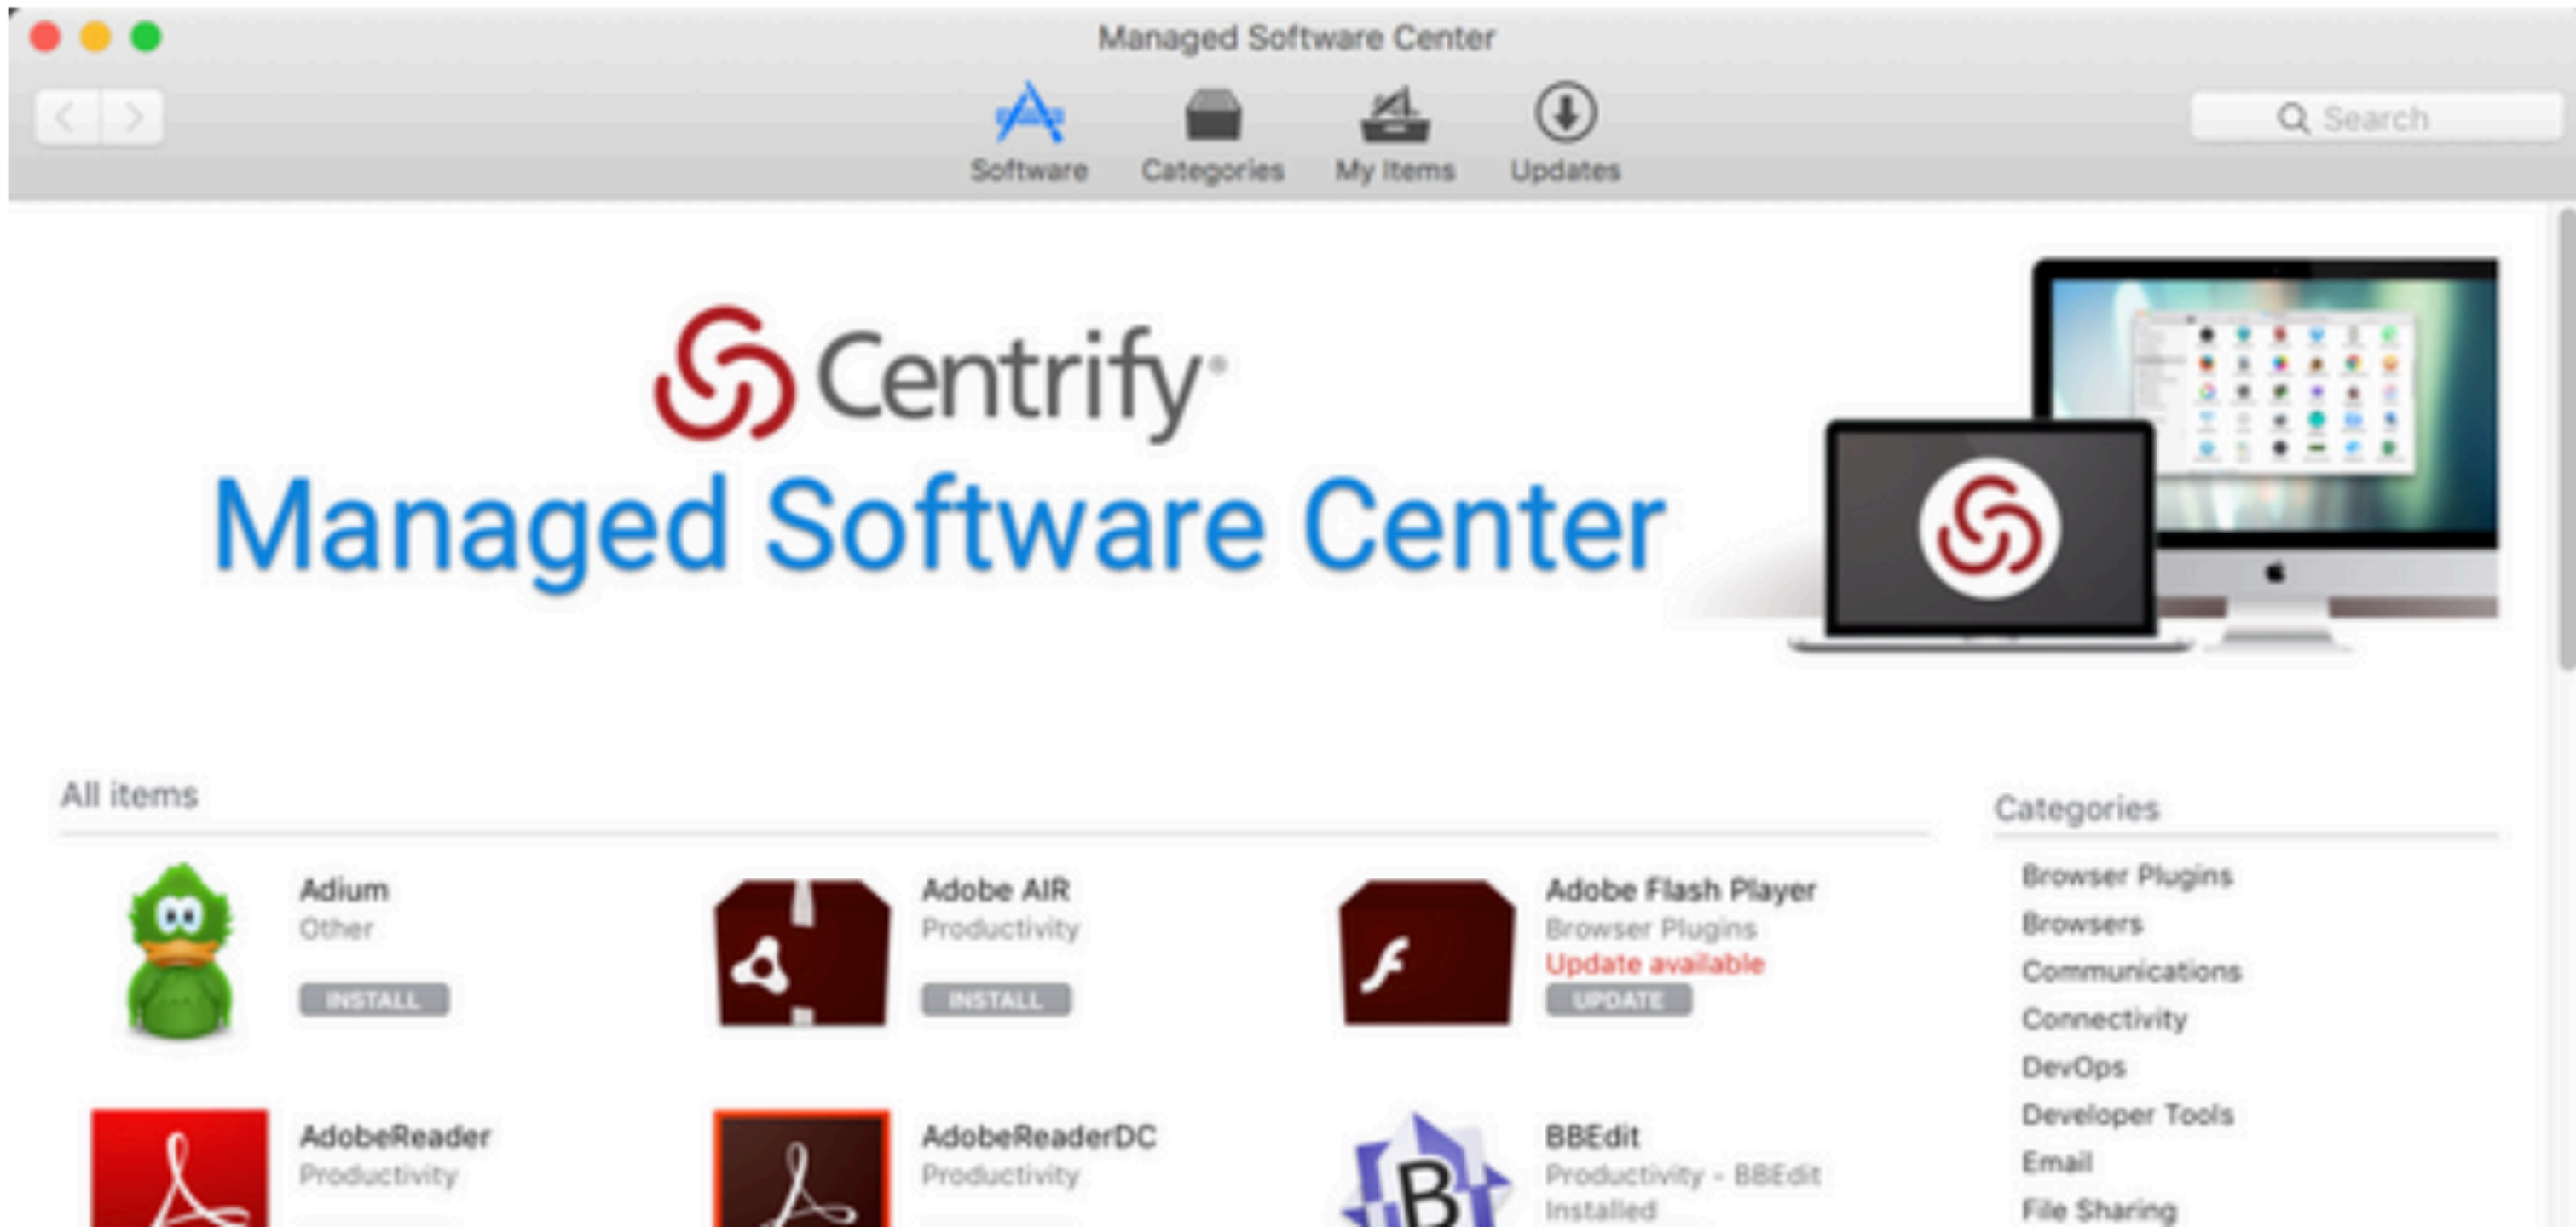 Managed Software Center
Software
Categories
My Items
Updates
Search
Centrify®
Managed Software Center
All items
Adium
Other
INSTALL
Adobe AIR
Productivity
INSTALL
Adobe Flash Player
Browser Plugins
Update available
UPDATE
AdobeReader
Productivity
AdobeReaderDC
Productivity
B
BBEdit
Productivity - BBEdit
Installed
Categories
Browser Plugins
Browsers
Communications
Connectivity
DevOps
Developer Tools
Email
File Sharing